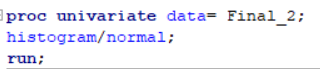 proc univariate data= Final_2;
histogram/normal;
run;